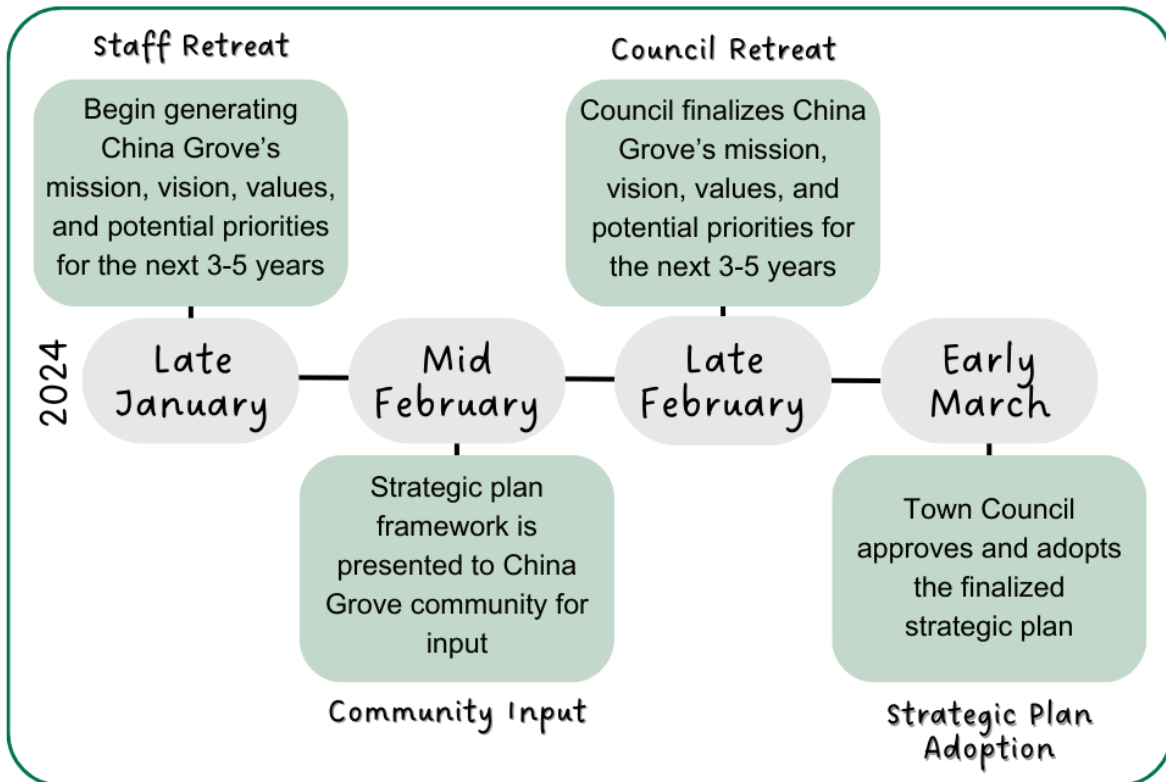 Staff Retreat
Begin generating
China Grove's
mission, vision, values,
and potential priorities
for the next 3-5 years
Council Retreat
Council finalizes China
Grove's mission,
vision, values, and
potential priorities for
the next 3-5 years
2024
Late
January
Mid
February
Late
February
Early
March
Strategic plan
framework is
presented to China
Grove community for
input
Community Input
Town Council
approves and adopts
the finalized
strategic plan
Strategic Plan
Adoption